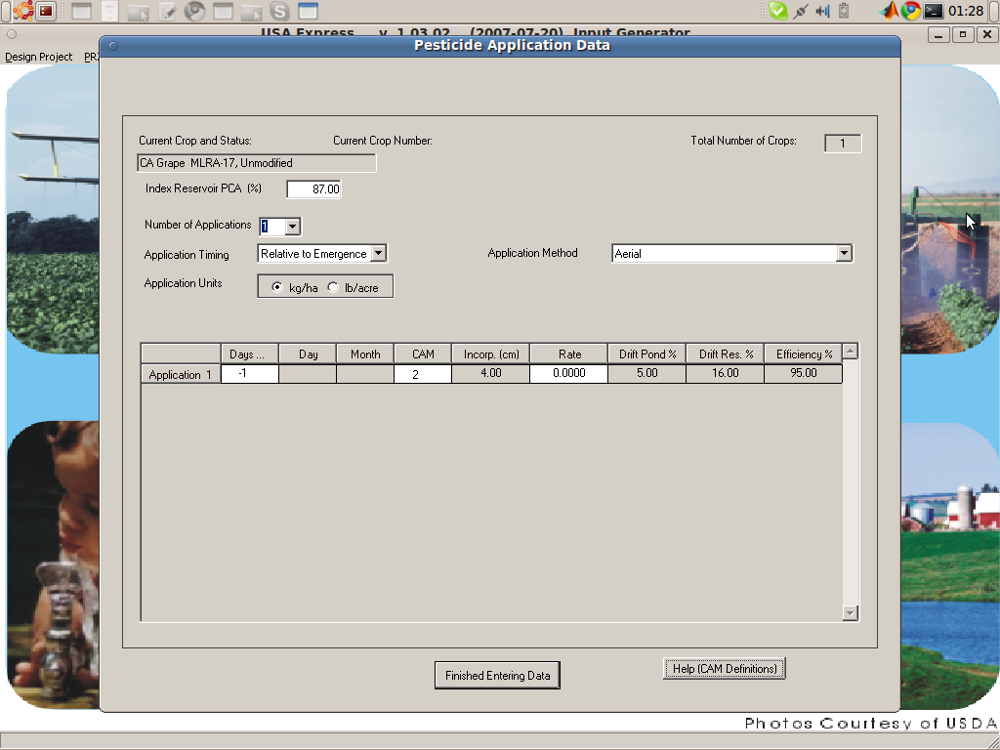 01:28
USA Express v 1.03.02 (2007-07-20) Input Generator
Pesticide Application Data
Design Project
Current Crop and Status: Current Crop Number: Total Number of Crops: 1
CA Grape MLRA-17, Unmodified
Index Reservoir PCA (%) 87.00
Number of Applications 1
Application Timing Relative to Emergence Application Method Aerial
Application Units kg/ha lb/acre
Days ... Day Month CAM Incorp. (cm) Rate Drift Pond % Drift Res. % Efficiency %
Application 1 -1 2 4.00 0.0000 5.00 16.00 95.00
Finished Entering Data Help (CAM Definitions)
Photos Courtesy of USDA